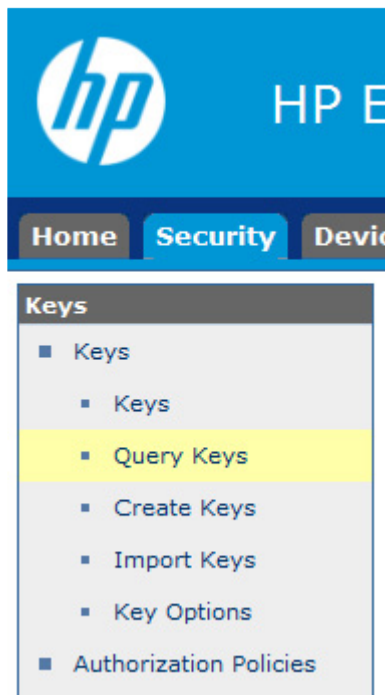 hp
HP E
Home Security Devic
Keys
Keys
Keys
Query Keys
Create Keys
Import Keys
Key Options
Authorization Policies